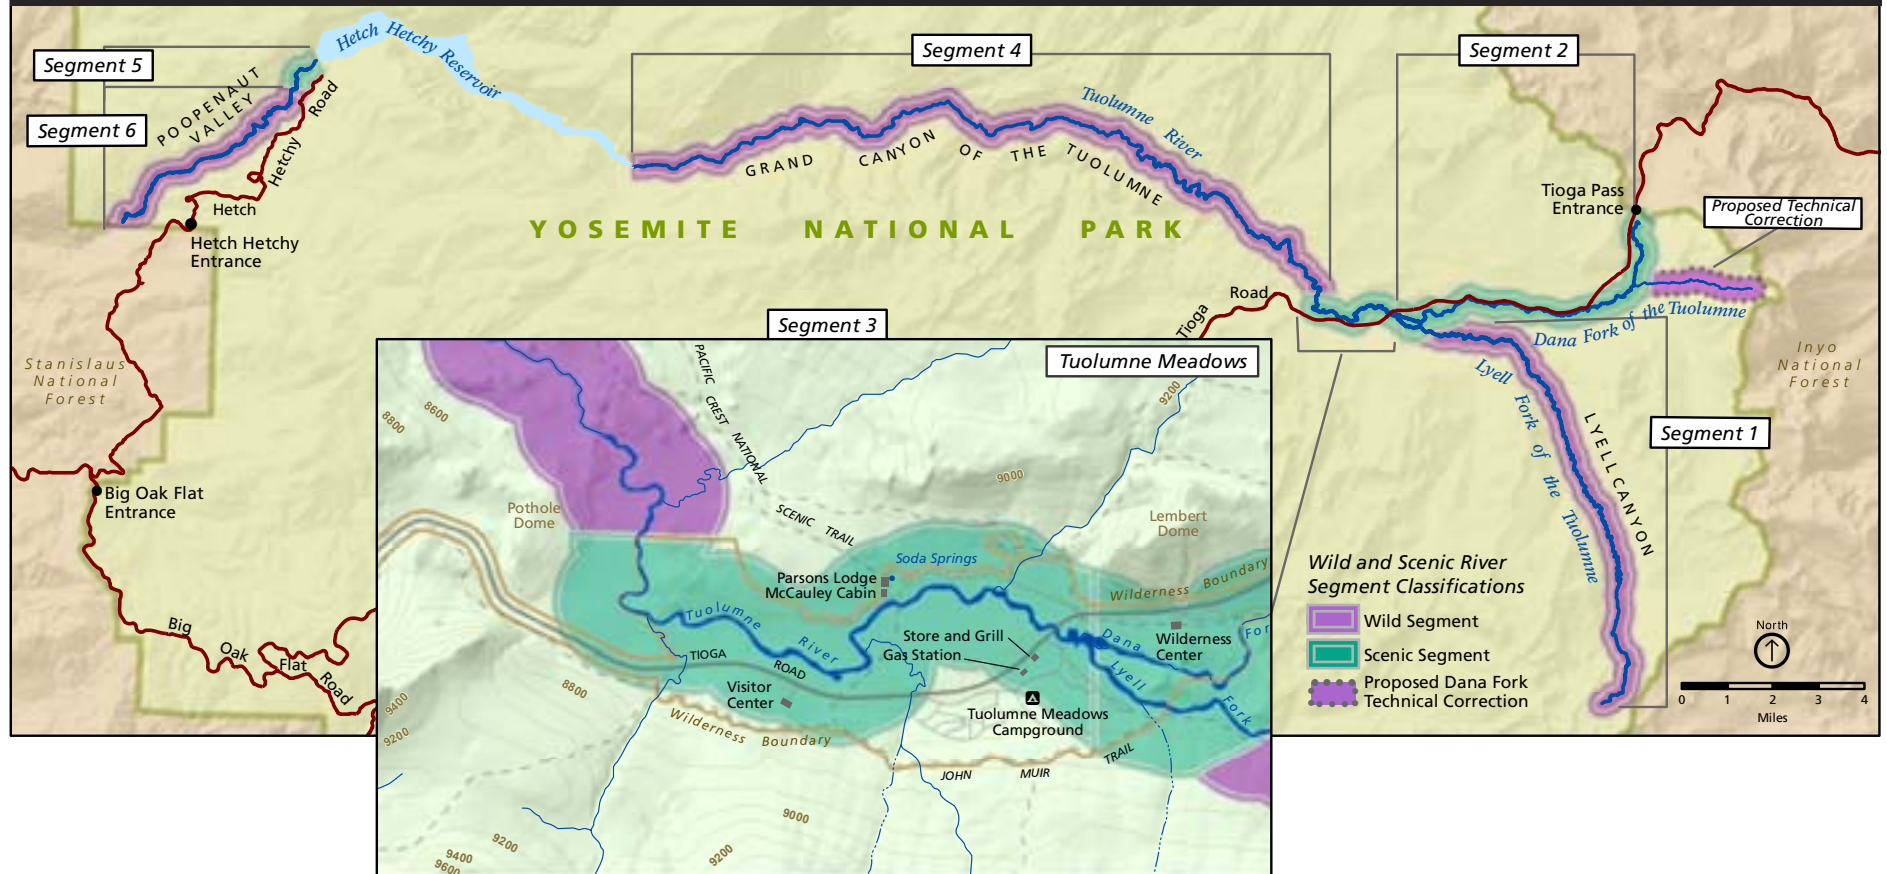 Hetch Hetchy Reservoir
Segment 5
Segment 6
POOPENAUT
VALLEY
Hetch
Hetchy
Road
Hetch Hetchy
Entrance
Segment 4
Tuolumne River
GRAND CANYON OF THE TUOLUMNE
YOSEMITE NATIONAL PARK
Segment 2
Tioga Pass
Entrance
Proposed Technical
Correction
Tioga
Road
Dana Fork of the Tuolumne
Lyell Fork of the Tuolumne
LYELL CANYON
Segment 1
Inyo
National
Forest
Stanislaus
National
Forest
Big Oak Flat
Entrance
Big Oak Flat Road
Segment 3
Tuolumne Meadows
PACIFIC CREST NATIONAL SCENIC TRAIL
8800
8600
9200
9000
Pothole
Dome
Lembert
Dome
Soda Springs
Parsons Lodge
McCauley Cabin
Wilderness Boundary
Tuolumne River
Store and Grill
Gas Station
Dana
Fork
Wilderness
Center
TIOGA ROAD
Lyell Fork
Visitor
Center
8800
9400
9200
Tuolumne Meadows
Campground
Wilderness Boundary
JOHN MUIR TRAIL
9000
9200
9200
9400
9600
Wild and Scenic River
Segment Classifications
Wild Segment
Scenic Segment
Proposed Dana Fork
Technical Correction
North
0 1 2 3 4
Miles